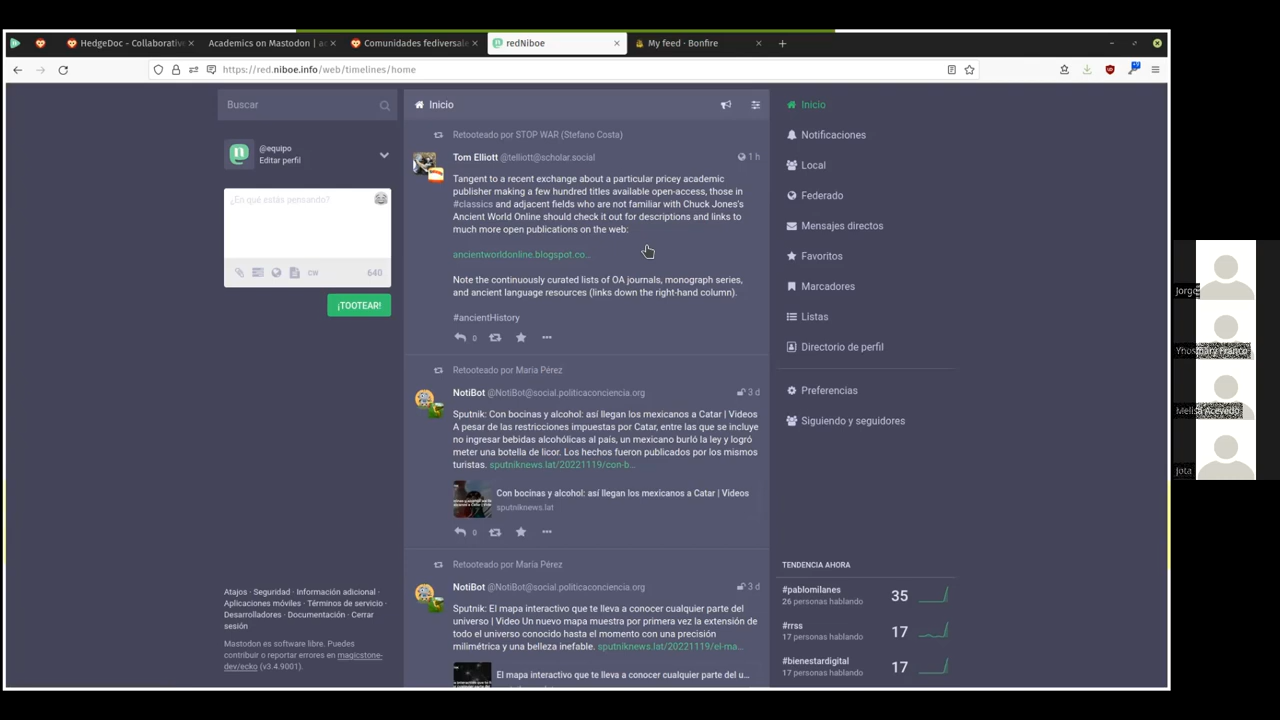 HedgeDoc - Collaborative
Academics on Mastodon | a
Comunidades fediversale
redNiboe
My feed · Bonfire
https://red.niboe.info/web/timelines/home
Buscar
@equipo
Editar perfil
¿En qué estás pensando?
CW
640
¡TOOTEAR!
Atajos · Seguridad · Información adicional ·
Aplicaciones móviles · Términos de servicio ·
Desarrolladores · Documentación · Cerrar
sesión
Mastodon es software libre. Puedes
contribuir o reportar errores en magicstone-
dev/ecko (v3.4.9001).
Inicio
Retooteado por STOP WAR (Stefano Costa)
Tom Elliott @telliott@scholar.social
1 h
Tangent to a recent exchange about a particular pricey academic
publisher making a few hundred titles available open-access, those in
#classics and adjacent fields who are not familiar with Chuck Jones's
Ancient World Online should check it out for descriptions and links to
much more open publications on the web:
ancientworldonline.blogspot.co…
Note the continuously curated lists of OA journals, monograph series,
and ancient language resources (links down the right-hand column).
#ancientHistory
0
Retooteado por Maria Pérez
NotiBot @NotiBot@social.politicaconciencia.org
3 d
Sputnik: Con bocinas y alcohol: así llegan los mexicanos a Catar | Videos
A pesar de las restricciones impuestas por Catar, entre las que se incluye
no ingresar bebidas alcohólicas al país, un mexicano burló la ley y logró
meter una botella de licor. Los hechos fueron publicados por los mismos
turistas. sputniknews.lat/20221119/con-b…
Con bocinas y alcohol: así llegan los mexicanos a Catar | Videos
sputniknews.lat
0
Retooteado por Maria Pérez
NotiBot @NotiBot@social.politicaconciencia.org
3 d
Sputnik: El mapa interactivo que te lleva a conocer cualquier parte del
universo | Video Un nuevo mapa muestra por primera vez la extensión de
todo el universo conocido hasta el momento con una precisión
milimétrica y una belleza inefable. sputniknews.lat/20221119/el-ma…
El mapa interactivo que te lleva a conocer cualquier parte del u…
Inicio
Notificaciones
Local
Federado
Mensajes directos
Favoritos
Marcadores
Listas
Directorio de perfil
Preferencias
Siguiendo y seguidores
TENDENCIA AHORA
#pablomilanes
26 personas hablando
35
#rrss
17 personas hablando
17
#bienestardigital
17 personas hablando
17
Jorge
Yhosmary Franco
Melisa Acevedo
jota